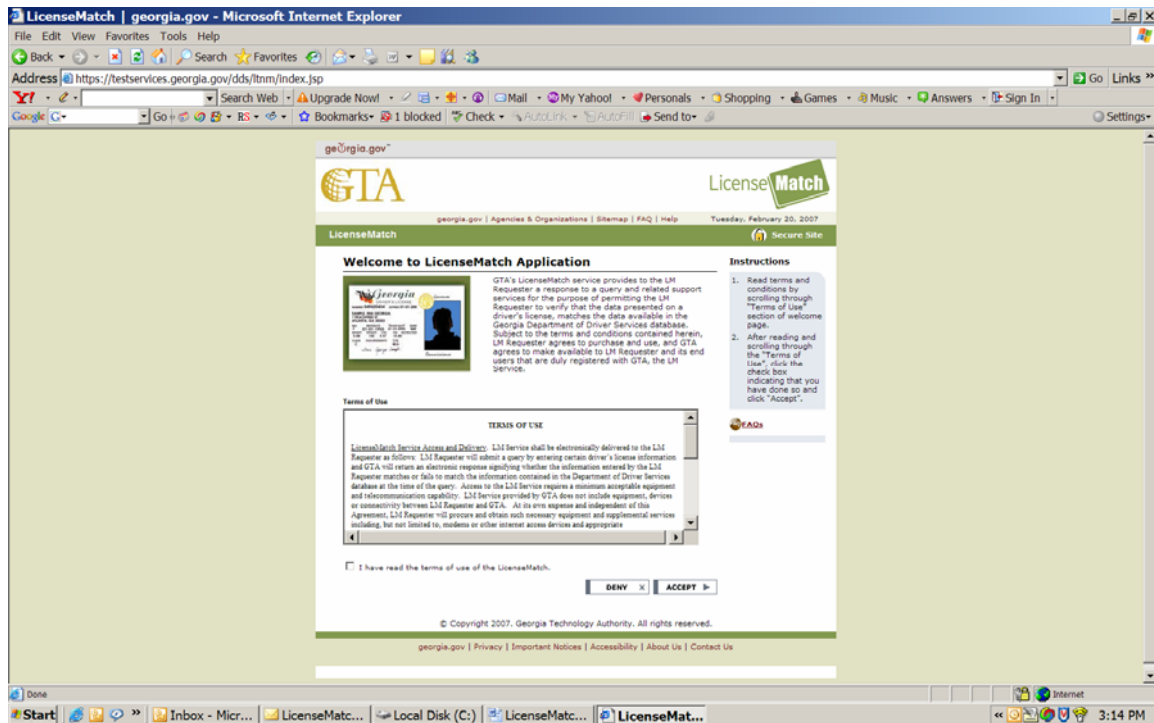 LicenseMatch | georgia.gov - Microsoft Internet Explorer
File Edit View Favorites Tools Help
Back Search Favorites
Address https://testservices.georgia.gov/dds/ltnm/index.jsp Go Links »
Y! Search Web Upgrade Now! Mail My Yahoo! Personals Shopping Games Music Answers Sign In
Google G Go RS Bookmarks 1 blocked Check AutoLink AutoFill Send to Settings
georgia.gov™
GTA
LicenseMatch
georgia.gov | Agencies & Organizations | Sitemap | FAQ | Help Tuesday, February 20, 2007
LicenseMatch Secure Site
Welcome to LicenseMatch Application
Georgia
GTA's LicenseMatch service provides to the LM
Requester a response to a query and related support
services for the purpose of permitting the LM
Requester to verify that the data presented on a
driver's license, matches the data available in the
Georgia Department of Driver Services database.
Subject to the terms and conditions contained herein,
LM Requester agrees to purchase and use, and GTA
agrees to make available to LM Requester and its end
users that are duly registered with GTA, the LM
Service.
Instructions
1. Read terms and
conditions by
scrolling through
"Terms of Use"
section of welcome
page.
2. After reading and
scrolling through
the "Terms of
Use", click the
check box
indicating that you
have done so and
click "Accept".
FAQs
Terms of Use
TERMS OF USE
LicenseMatch Service Access and Delivery. LM Service shall be electronically delivered to the LM
Requester as follows: LM Requester will submit a query by entering certain driver's license information
and GTA will return an electronic response signifying whether the information entered by the LM
Requester matches or fails to match the information contained in the Department of Driver Services
database at the time of the query. Access to the LM Service requires a minimum acceptable equipment
and telecommunication capability. LM Service provided by GTA does not include equipment, devices
or connectivity between LM Requester and GTA. At its own expense and independent of this
Agreement, LM Requester will procure and obtain such necessary equipment and supplemental services
including, but not limited to, modems or other internet access devices and appropriate
I have read the terms of use of the LicenseMatch.
DENY X ACCEPT
© Copyright 2007. Georgia Technology Authority. All rights reserved.
georgia.gov | Privacy | Important Notices | Accessibility | About Us | Contact Us
Done Internet
Start » Inbox - Micr... LicenseMatc... Local Disk (C:) LicenseMatc... LicenseMat... « 3:14 PM